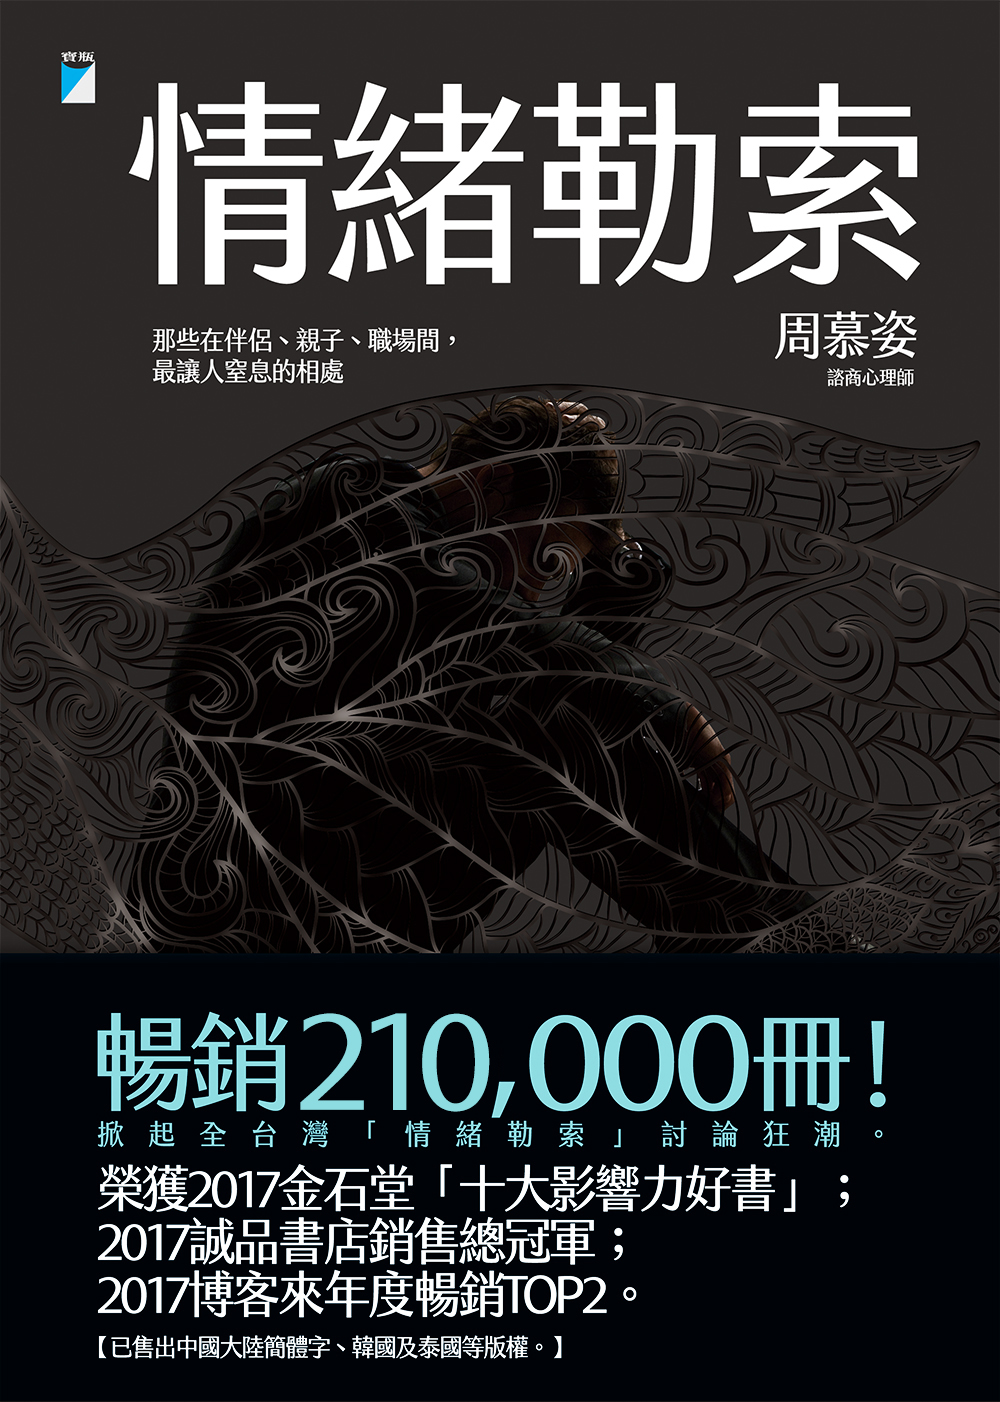 寶瓶
情緒勒索
那些在伴侶、親子、職場間，
最讓人窒息的相處
周慕姿
諮商心理師
暢銷210,000冊！
掀起全台灣「情緒勒索」討論狂潮。
榮獲2017金石堂「十大影響力好書」；
2017誠品書店銷售總冠軍；
2017博客來年度暢銷TOP2。
【已售出中國大陸簡體字、韓國及泰國等版權。】